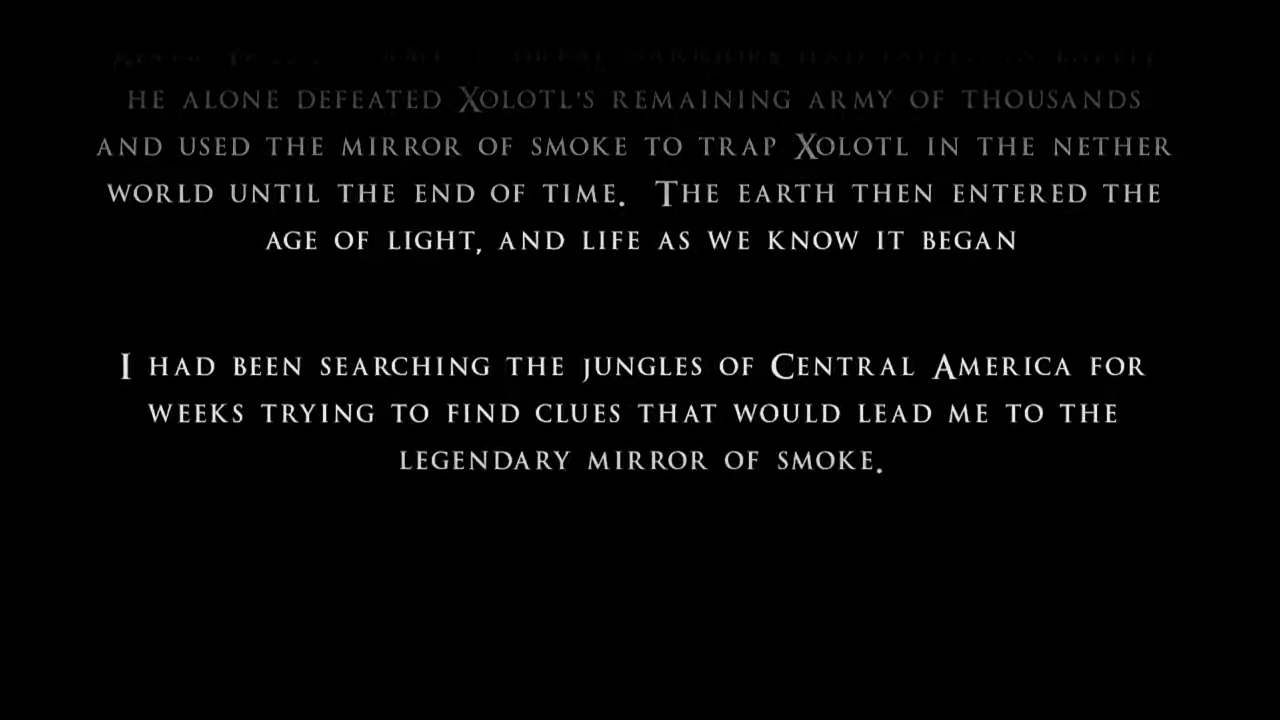 he alone defeated Xolotl's remaining army of thousands
and used the mirror of smoke to trap Xolotl in the nether
world until the end of time. The earth then entered the
age of light, and life as we know it began
I had been searching the jungles of Central America for
weeks trying to find clues that would lead me to the
legendary mirror of smoke.